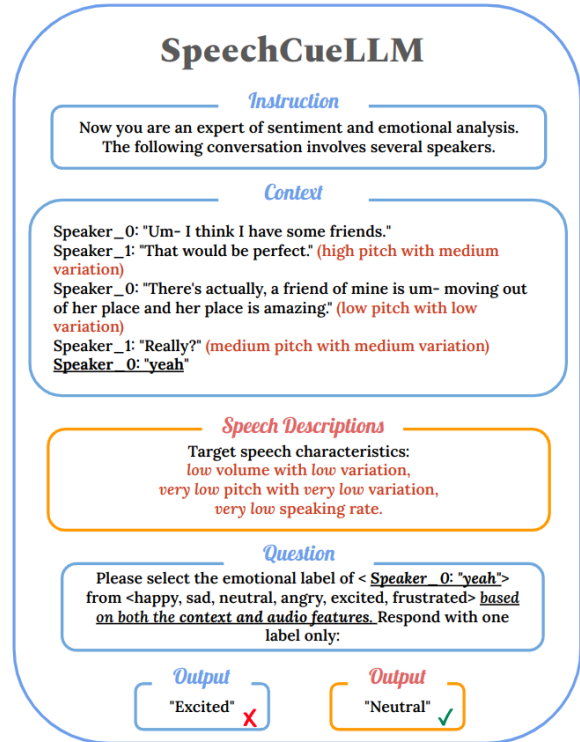 SpeechCueLLM
Instruction
Now you are an expert of sentiment and emotional analysis.
The following conversation involves several speakers.
Context
Speaker_0: "Um- I think I have some friends."
Speaker_1: "That would be perfect." (high pitch with medium
variation)
Speaker_0: "There's actually, a friend of mine is um- moving out
of her place and her place is amazing." (low pitch with low
variation)
Speaker_1: "Really?" (medium pitch with medium variation)
Speaker_0: "yeah"
Speech Descriptions
Target speech characteristics:
low volume with low variation,
very low pitch with very low variation,
very low speaking rate.
Question
Please select the emotional label of < Speaker_0: "yeah">
from <happy, sad, neutral, angry, excited, frustrated> based
on both the context and audio features. Respond with one
label only:
Output
"Excited" X
Output
"Neutral" ✓